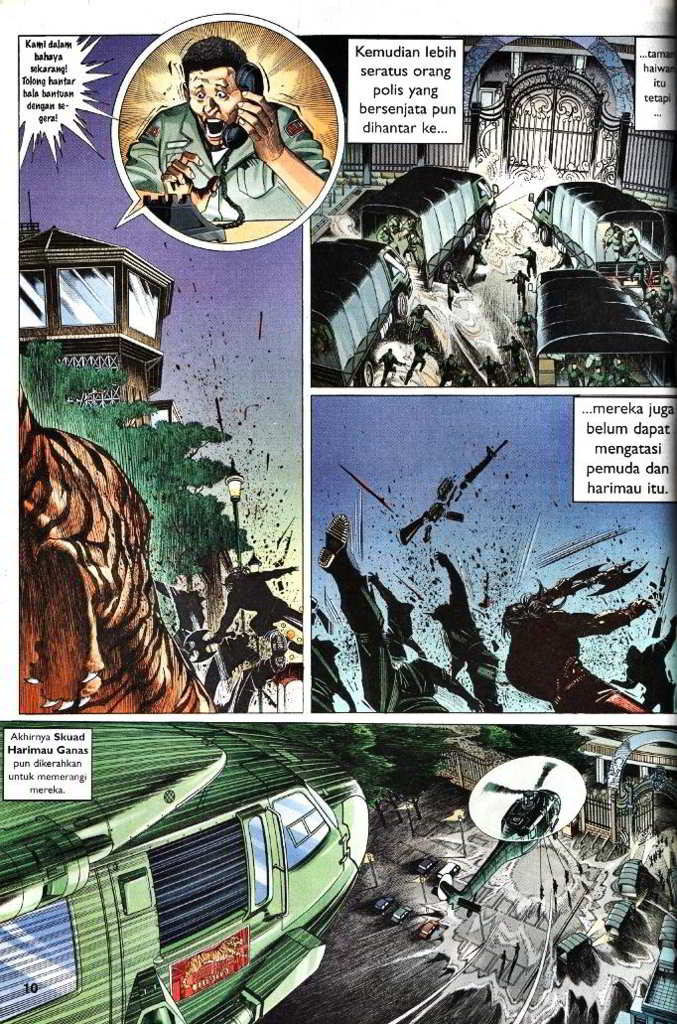 Kami dalam
bahaya
sekarang!
Tolong hantar
bala bantuan
dengan se-
gera!
Kemudian lebih
seratus orang
polis yang
bersenjata pun
dihantar ke...
...taman
haiwan
itu
tetapi
...
...mereka juga
belum dapat
mengatasi
pemuda dan
harimau itu.
Akhirnya Skuad
Harimau Ganas
pun dikerahkan
untuk memerangi
mereka.
10